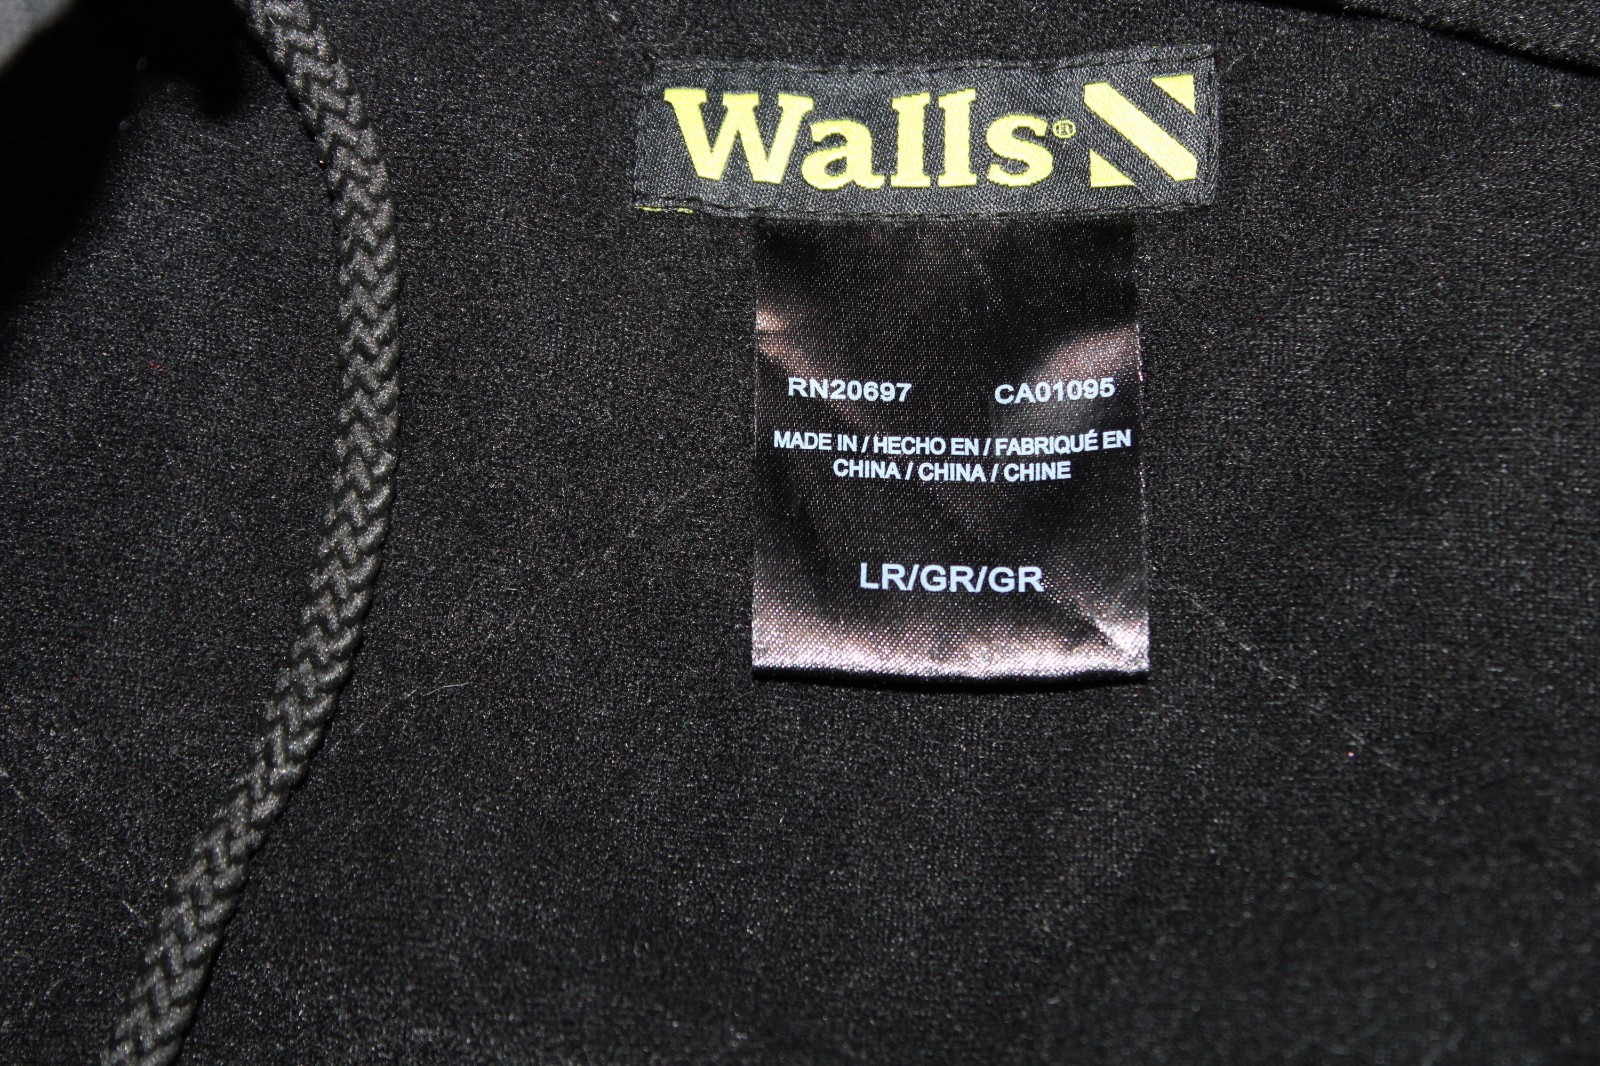 Walls®
RN20697 CA01095
MADE IN / HECHO EN / FABRIQUÉ EN
CHINA / CHINA / CHINE
LR/GR/GR